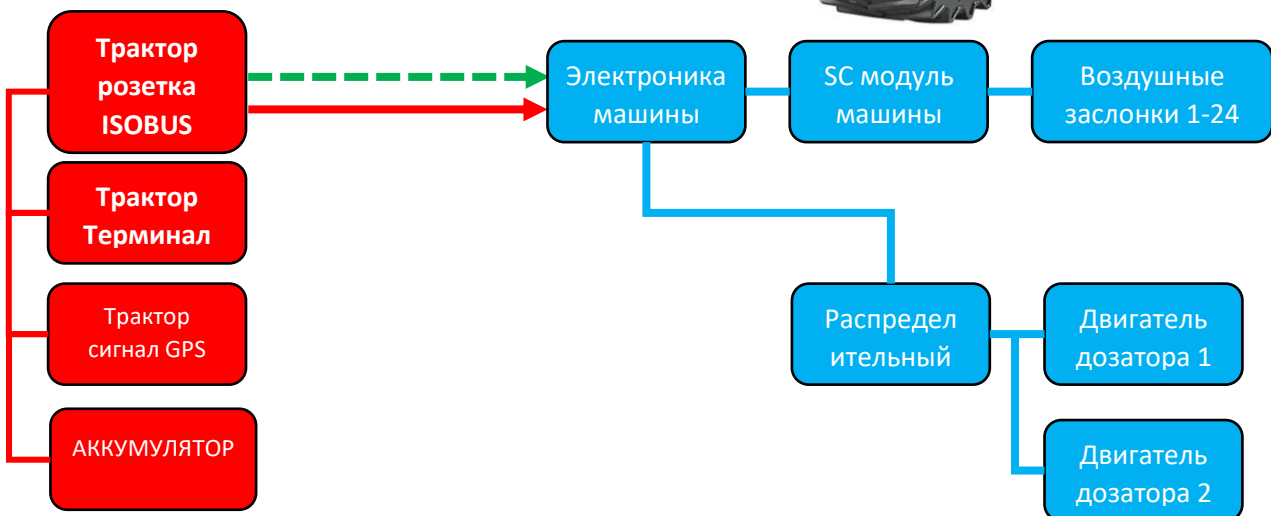 Трактор
розетка
ISOBUS
Электроника
машины
SC модуль
машины
Воздушные
заслонки 1-24
Трактор
Терминал
Трактор
сигнал GPS
Распредел
ительный
Двигатель
дозатора 1
АККУМУЛЯТОР
Двигатель
дозатора 2